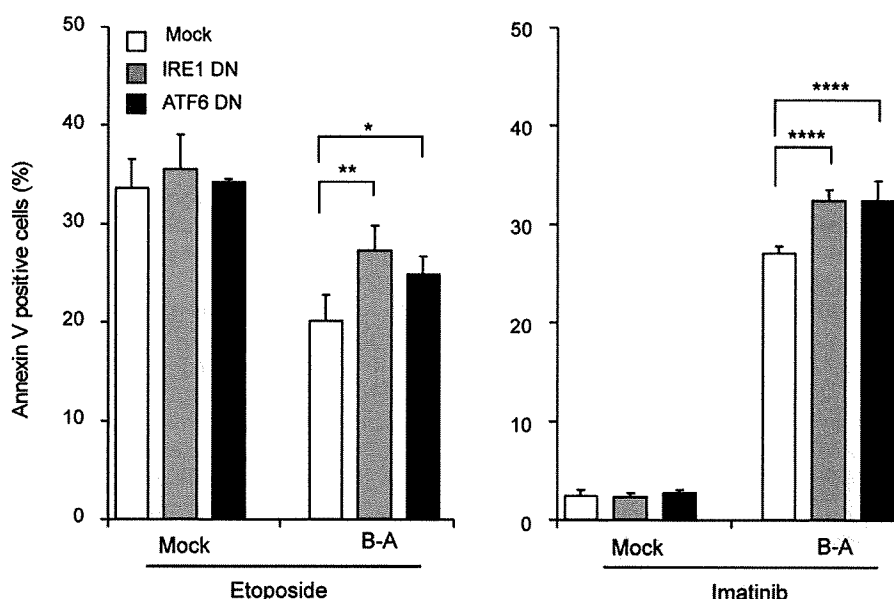 50
40
30
20
10
0
Annexin V positive cells (%)
Mock
IRE1 DN
ATF6 DN
*
**
Mock
B-A
Etoposide
50
40
30
20
10
0
****
****
Mock
B-A
Imatinib